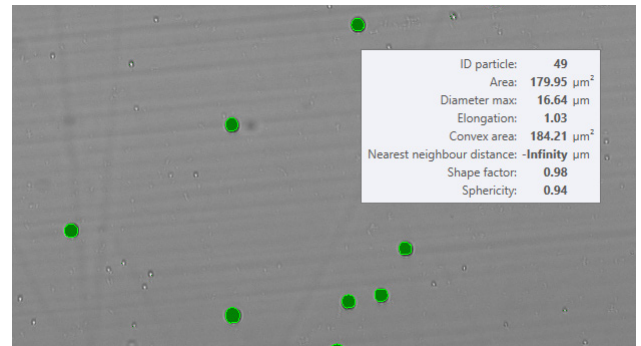 ID particle: 49
Area: 179.95 µm²
Diameter max: 16.64 µm
Elongation: 1.03
Convex area: 184.21 µm²
Nearest neighbour distance: -Infinity µm
Shape factor: 0.98
Sphericity: 0.94